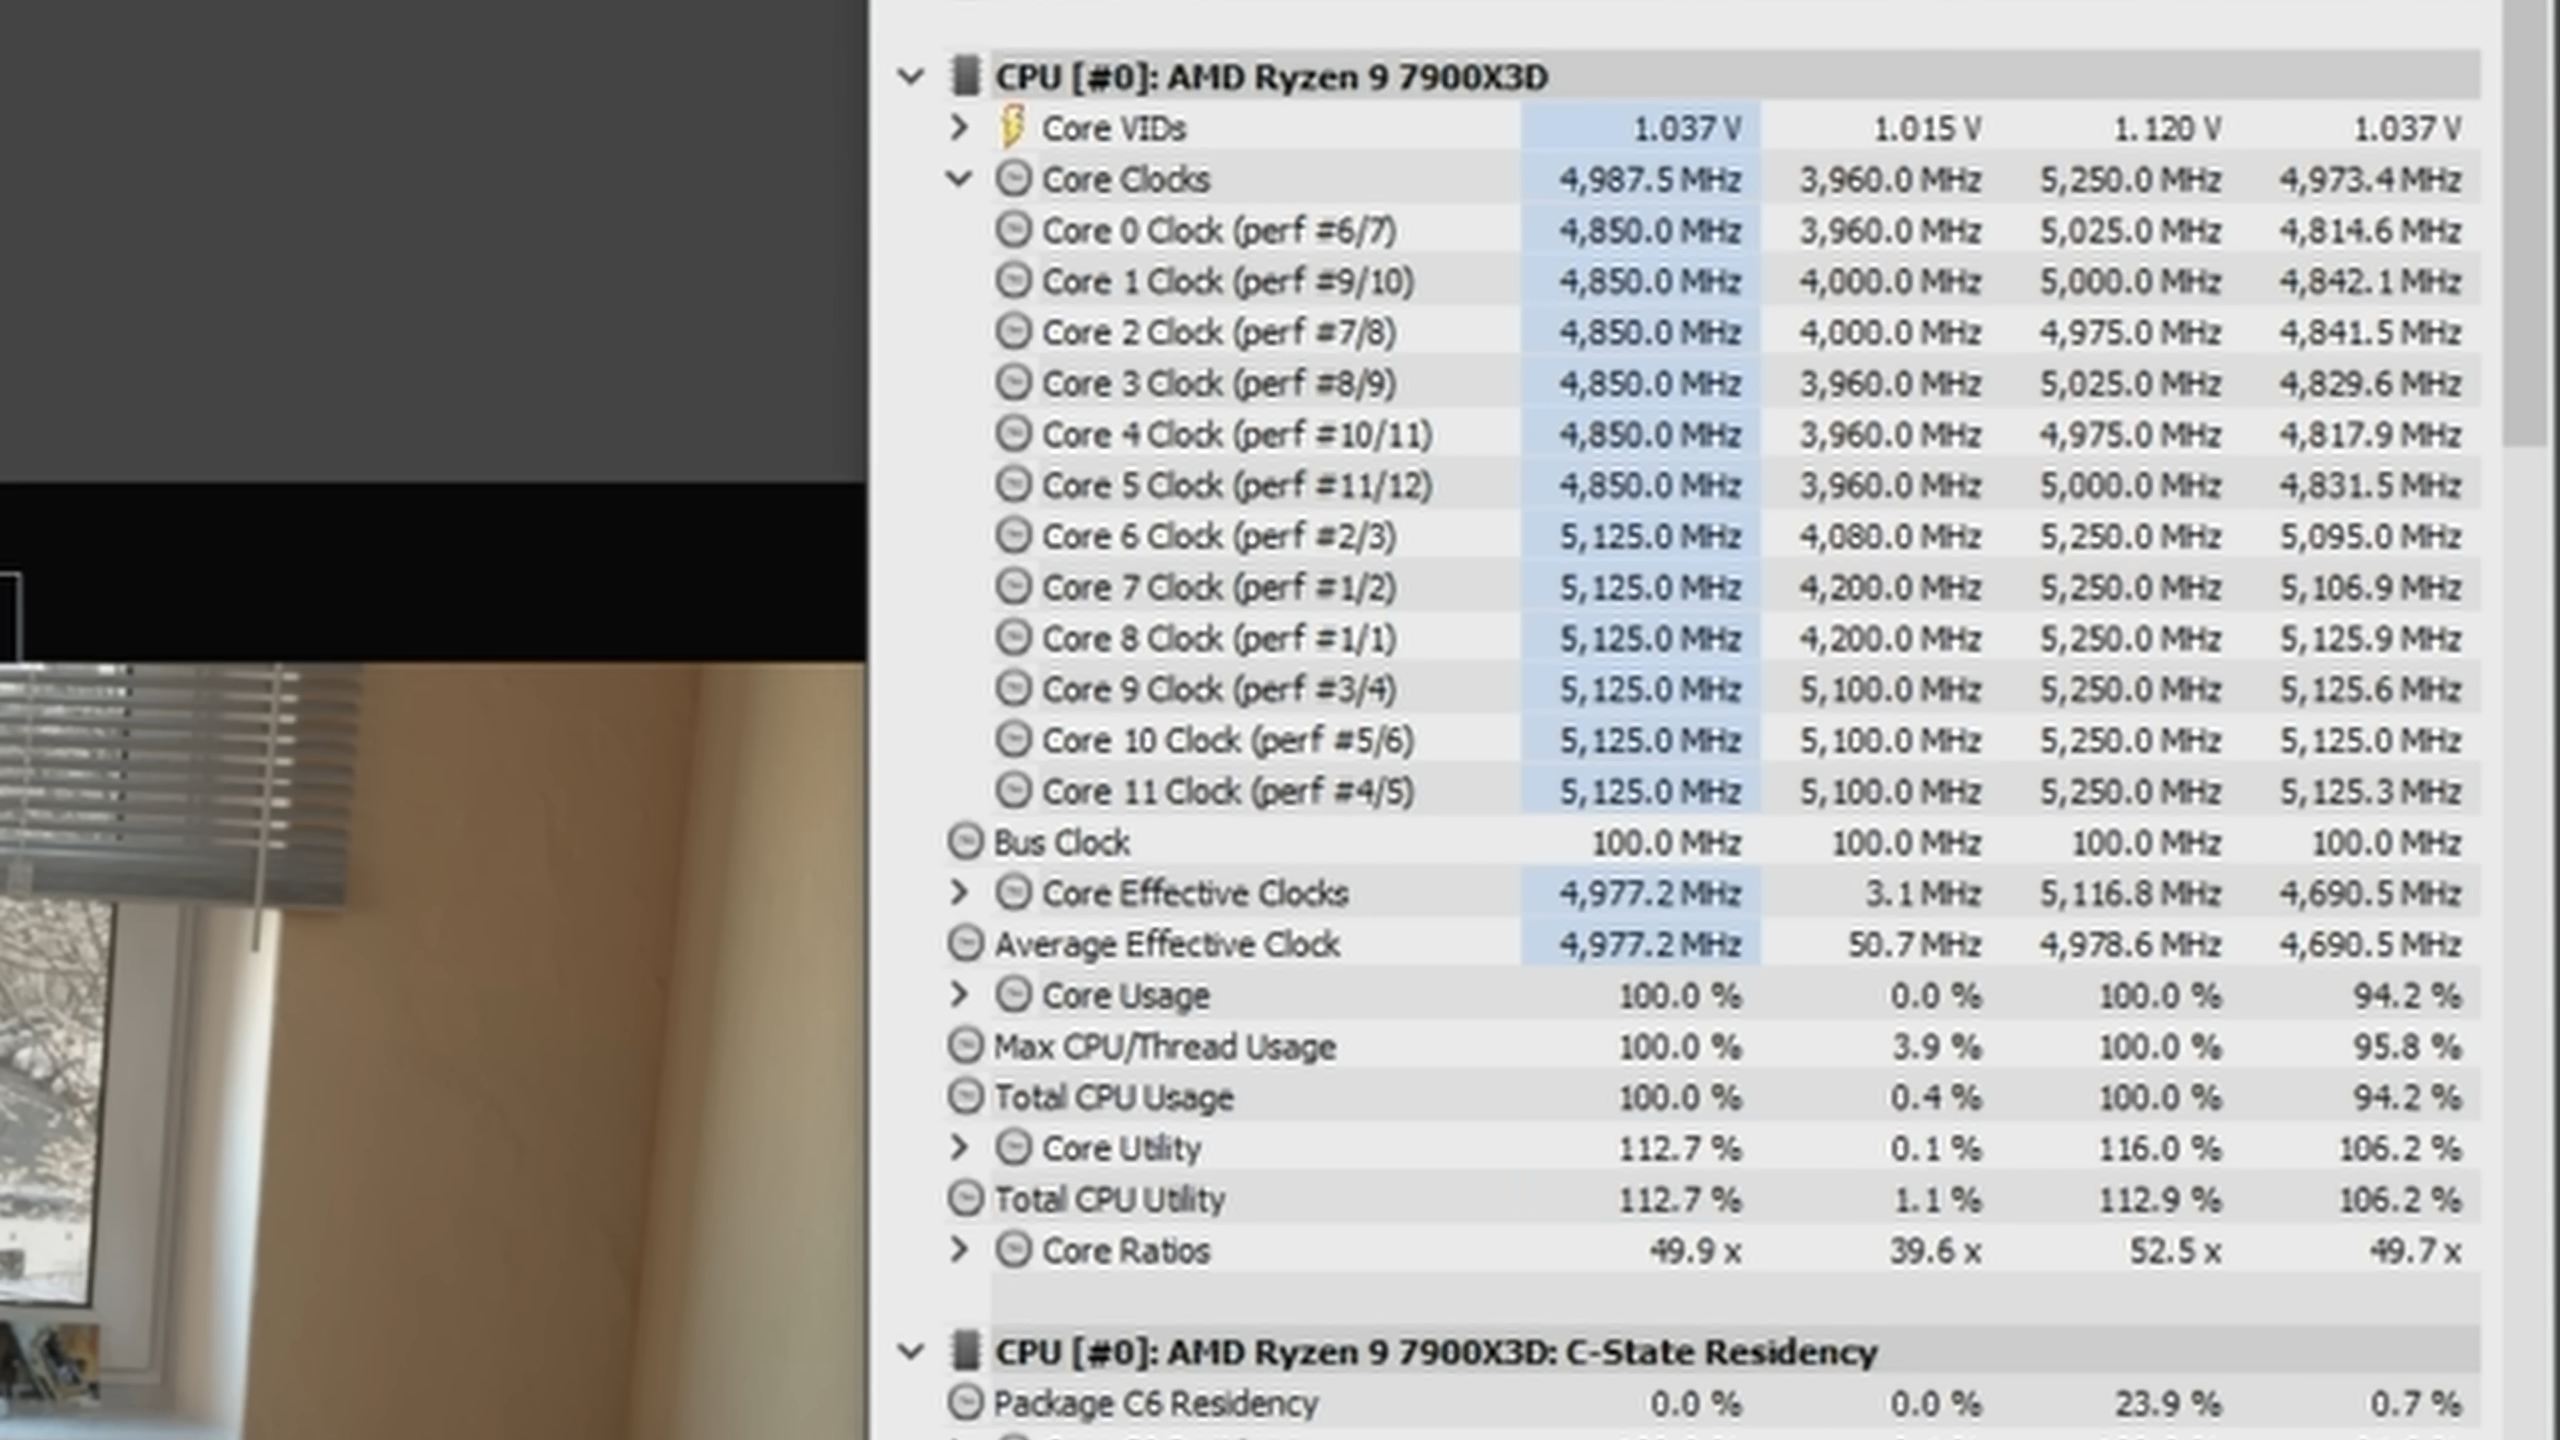 CPU [#0]: AMD Ryzen 9 7900X3D
Core VIDs 1.037 V 1.015 V 1.120 V 1.037 V
Core Clocks 4,987.5 MHz 3,960.0 MHz 5,250.0 MHz 4,973.4 MHz
Core 0 Clock (perf #6/7) 4,850.0 MHz 3,960.0 MHz 5,025.0 MHz 4,814.6 MHz
Core 1 Clock (perf #9/10) 4,850.0 MHz 4,000.0 MHz 5,000.0 MHz 4,842.1 MHz
Core 2 Clock (perf #7/8) 4,850.0 MHz 4,000.0 MHz 4,975.0 MHz 4,841.5 MHz
Core 3 Clock (perf #8/9) 4,850.0 MHz 3,960.0 MHz 5,025.0 MHz 4,829.6 MHz
Core 4 Clock (perf #10/11) 4,850.0 MHz 3,960.0 MHz 4,975.0 MHz 4,817.9 MHz
Core 5 Clock (perf #11/12) 4,850.0 MHz 3,960.0 MHz 5,000.0 MHz 4,831.5 MHz
Core 6 Clock (perf #2/3) 5,125.0 MHz 4,080.0 MHz 5,250.0 MHz 5,095.0 MHz
Core 7 Clock (perf #1/2) 5,125.0 MHz 4,200.0 MHz 5,250.0 MHz 5,106.9 MHz
Core 8 Clock (perf #1/1) 5,125.0 MHz 4,200.0 MHz 5,250.0 MHz 5,125.9 MHz
Core 9 Clock (perf #3/4) 5,125.0 MHz 5,100.0 MHz 5,250.0 MHz 5,125.6 MHz
Core 10 Clock (perf #5/6) 5,125.0 MHz 5,100.0 MHz 5,250.0 MHz 5,125.0 MHz
Core 11 Clock (perf #4/5) 5,125.0 MHz 5,100.0 MHz 5,250.0 MHz 5,125.3 MHz
Bus Clock 100.0 MHz 100.0 MHz 100.0 MHz 100.0 MHz
Core Effective Clocks 4,977.2 MHz 3.1 MHz 5,116.8 MHz 4,690.5 MHz
Average Effective Clock 4,977.2 MHz 50.7 MHz 4,978.6 MHz 4,690.5 MHz
Core Usage 100.0 % 0.0 % 100.0 % 94.2 %
Max CPU/Thread Usage 100.0 % 3.9 % 100.0 % 95.8 %
Total CPU Usage 100.0 % 0.4 % 100.0 % 94.2 %
Core Utility 112.7 % 0.1 % 116.0 % 106.2 %
Total CPU Utility 112.7 % 1.1 % 112.9 % 106.2 %
Core Ratios 49.9 x 39.6 x 52.5 x 49.7 x
CPU [#0]: AMD Ryzen 9 7900X3D: C-State Residency
Package C6 Residency 0.0 % 0.0 % 23.9 % 0.7 %